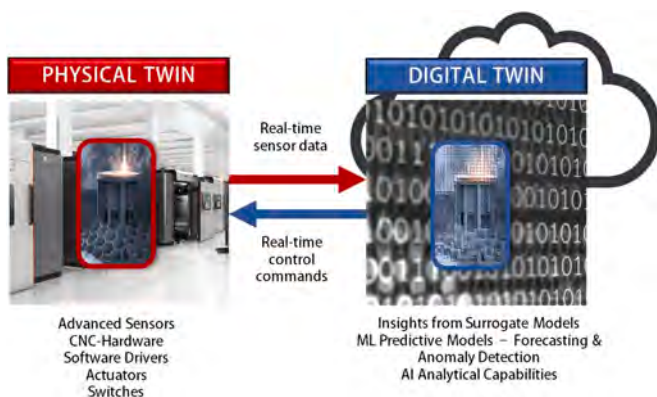 PHYSICAL TWIN
DIGITAL TWIN
Real-time
sensor data
Real-time
control
commands
Advanced Sensors
CNC-Hardware
Software Drivers
Actuators
Switches
Insights from Surrogate Models
ML Predictive Models – Forecasting &
Anomaly Detection
AI Analytical Capabilities